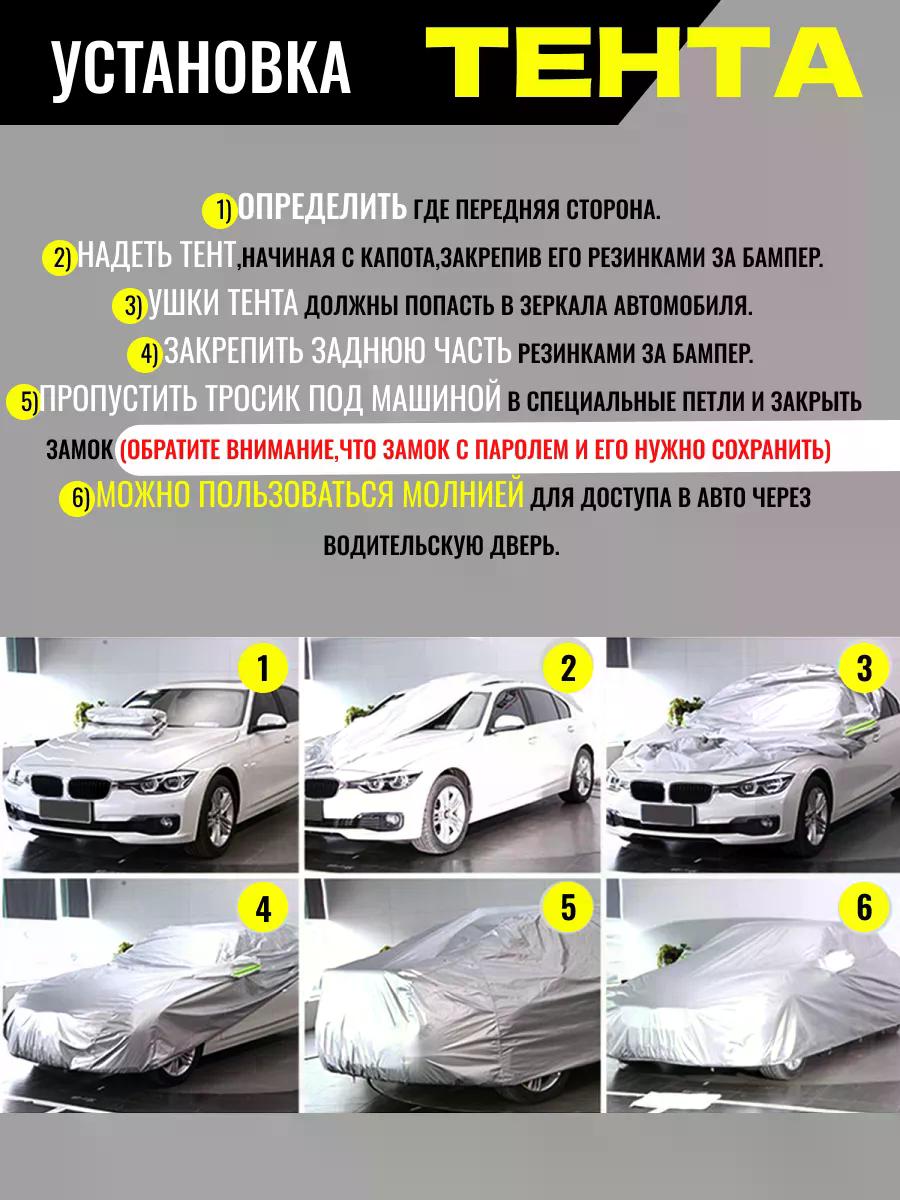 УСТАНОВКА ТЕНТА
1)ОПРЕДЕЛИТЬ ГДЕ ПЕРЕДНЯЯ СТОРОНА.
2)НАДЕТЬ ТЕНТ,НАЧИНАЯ С КАПОТА,ЗАКРЕПИВ ЕГО РЕЗИНКАМИ ЗА БАМПЕР.
3)УШКИ ТЕНТА ДОЛЖНЫ ПОПАСТЬ В ЗЕРКАЛА АВТОМОБИЛЯ.
4)ЗАКРЕПИТЬ ЗАДНЮЮ ЧАСТЬ РЕЗИНКАМИ ЗА БАМПЕР.
5)ПРОПУСТИТЬ ТРОСИК ПОД МАШИНОЙ В СПЕЦИАЛЬНЫЕ ПЕТЛИ И ЗАКРЫТЬ
ЗАМОК (ОБРАТИТЕ ВНИМАНИЕ,ЧТО ЗАМОК С ПАРОЛЕМ И ЕГО НУЖНО СОХРАНИТЬ)
6)МОЖНО ПОЛЬЗОВАТЬСЯ МОЛНИЕЙ ДЛЯ ДОСТУПА В АВТО ЧЕРЕЗ
ВОДИТЕЛЬСКУЮ ДВЕРЬ.
1
2
3
4
5
6